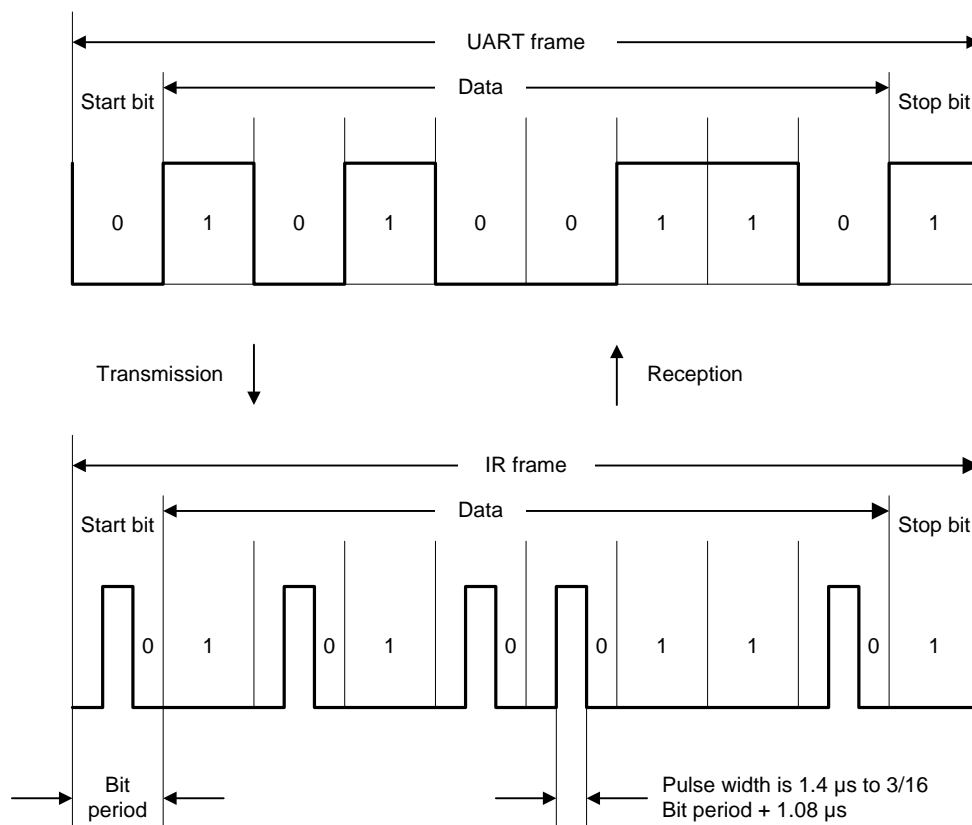 UART frame
Start bit Data Stop bit
0 1 0 1 0 0 1 1 0 1
Transmission Reception
IR frame
Start bit Data Stop bit
0 1 0 1 0 0 1 1 0 1
Bit
period
Pulse width is 1.4 µs to 3/16
Bit period + 1.08 µs